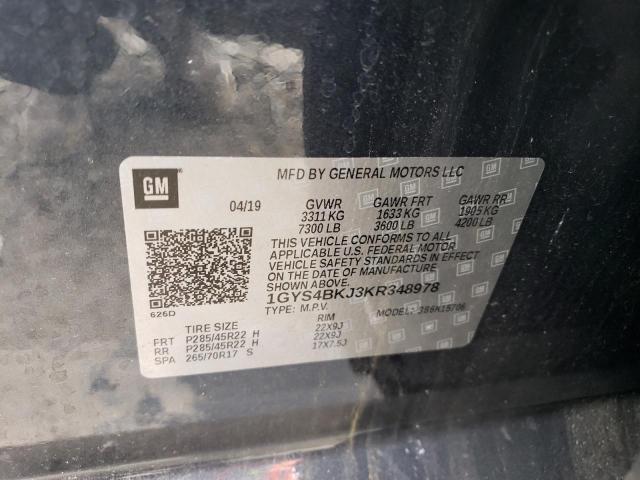 GM
MFD BY GENERAL MOTORS LLC
04/19 GVWR GAWR FRT GAWR RR
3311 KG 1633 KG 1905 KG
7300 LB 3600 LB 4200 LB
THIS VEHICLE CONFORMS TO ALL
APPLICABLE U.S. FEDERAL MOTOR
VEHICLE SAFETY STANDARDS IN EFFECT
ON THE DATE OF MANUFACTURE
SHOWN ABOVE.
1GYS4BKJ3KR348978
626D
TYPE: M.P.V. MODEL: 3B6K15706
TIRE SIZE RIM
FRT P285/45R22 H 22X9J
RR P285/45R22 H 22X9J
SPA 265/70R17 S 17X7.5J